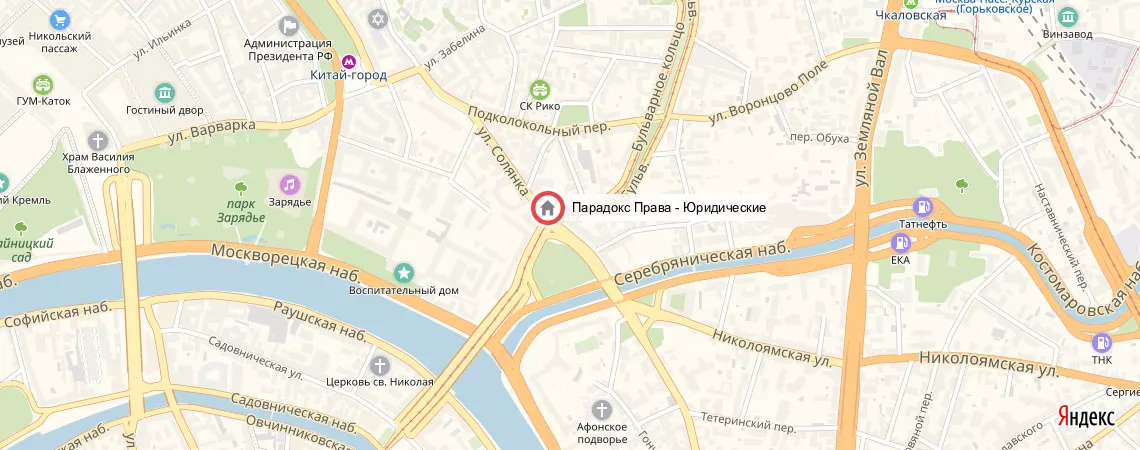 Москва-Пасс. Курская
(Горьковское)
Чкаловская
Винзавод
Никольский
пассаж
ул. Ильинка
Администрация
Президента РФ
ул. Забелина
Китай-город
ГУМ-Каток
Гостиный двор
СК Рико
Подколокольный пер.
ул. Воронцово Поле
пер. Обуха
Бульварное кольцо
ул. Земляной Вал
ул. Варварка
ул. Солянка
Храм Василия
Блаженного
парк
Зарядье
Зарядье
Парадокс Права - Юридические
Татнефть
ЕКА
Наставнический пер.
Костомаровская наб.
сад
Москворецкая наб.
Воспитательный дом
Серебряническая наб.
Софийская наб.
Раушская наб.
Садовническая ул.
Церковь св. Николая
Николоямская ул.
Николоямская ул.
ТНК
Садовническая наб.
Овчинниковская
Афонское
подворье
Тетеринский пер.
Яндекс